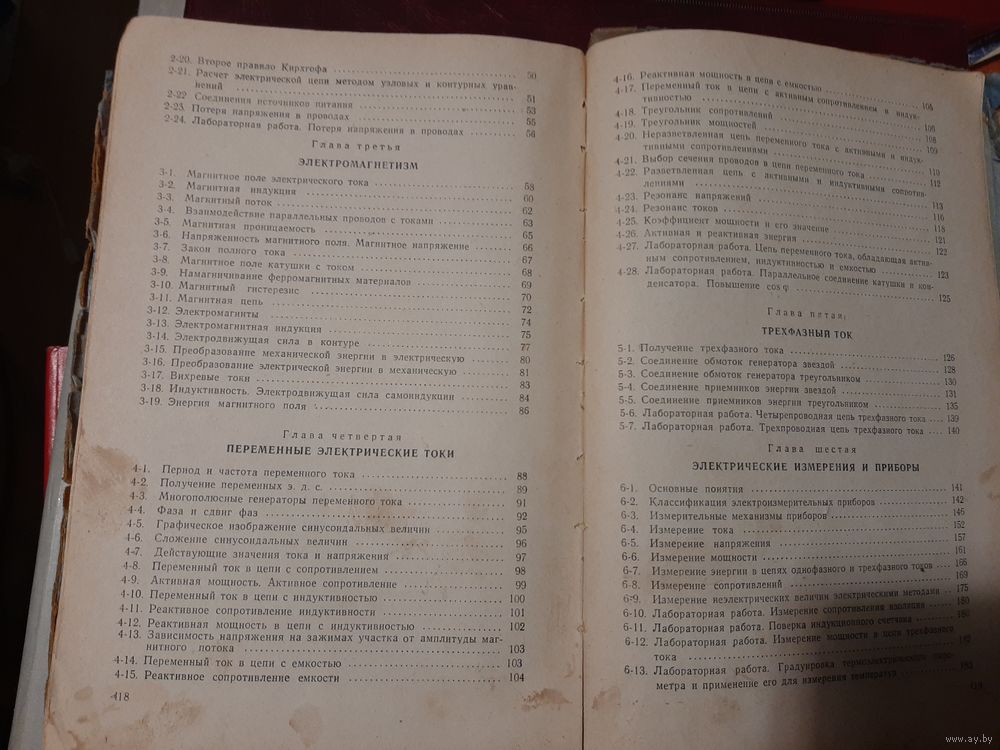 2-20. Второе правило Кирхгофа ........ 50
2-21. Расчет электрической цепи методом узловых и контурных урав-
нений ........ 51
2-22 Соединения источников питания ........ 53
2-23. Потеря напряжения в проводах ........ 55
2-24. Лабораторная работа. Потеря напряжения в проводах ........ 56
Глава третья
ЭЛЕКТРОМАГНЕТИЗМ
3-1. Магнитное поле электрического тока ........ 58
3-2. Магнитная индукция ........ 60
3-3. Магнитный поток ........ 62
3-4. Взаимодействие параллельных проводов с токами ........ 63
3-5. Магнитная проницаемость ........ 65
3-6. Напряженность магнитного поля. Магнитное напряжение ........ 66
3-7. Закон полного тока ........ 67
3-8. Магнитное поле катушки с током ........ 68
3-9. Намагничивание ферромагнитных материалов ........ 69
3-10. Магнитный гистерезис ........ 70
3-11. Магнитная цепь ........ 72
3-12. Электромагниты ........ 74
3-13. Электромагнитная индукция ........ 75
3-14. Электродвижущая сила в контуре ........ 77
3-15. Преобразование механической энергии в электрическую ........ 80
3-16. Преобразование электрической энергии в механическую ........ 81
3-17. Вихревые токи ........ 83
3-18. Индуктивность. Электродвижущая сила самоиндукции ........ 84
3-19. Энергия магнитного поля ........ 86
Глава четвертая
ПЕРЕМЕННЫЕ ЭЛЕКТРИЧЕСКИЕ ТОКИ
4-1. Период и частота переменного тока ........ 88
4-2. Получение переменных э. д. с. ........ 89
4-3. Многополюсные генераторы переменного тока ........ 91
4-4. Фаза и сдвиг фаз ........ 92
4-5. Графическое изображение синусоидальных величин ........ 95
4-6. Сложение синусоидальных величин ........ 96
4-7. Действующие значения тока и напряжения ........ 97
4-8. Переменный ток в цепи с сопротивлением ........ 98
4-9. Активная мощность. Активное сопротивление ........ 99
4-10. Переменный ток в цепи с индуктивностью ........ 100
4-11. Реактивное сопротивление индуктивности ........ 101
4-12. Реактивная мощность в цепи с индуктивностью ........ 102
4-13. Зависимость напряжения на зажимах участка от амплитуды маг-
нитного потока ........ 103
4-14. Переменный ток в цепи с емкостью ........ 103
4-15. Реактивное сопротивление емкости ........ 104
418
4-16. Реактивная мощность в цепи с емкостью ........
4-17. Переменный ток в цепи с активным сопротивлением и индук-
тивностью ........ 106
4-18. Треугольник сопротивлений ........ 108
4-19. Треугольник мощностей ........ 108
4-20. Неразветвленная цепь переменного тока с активными и индук-
тивными сопротивлениями ........ 109
4-21. Выбор сечения проводов в цепи переменного тока ........ 110
4-22. Разветвленная цепь с активными и индуктивными сопротив-
лениями ........ 112
4-23. Резонанс напряжений ........ 113
4-24. Резонанс токов ........ 116
4-25. Коэффициент мощности и его значение ........ 118
4-26. Активная и реактивная энергия ........ 121
4-27. Лабораторная работа. Цепь переменного тока, обладающая актив-
ным сопротивлением, индуктивностью и емкостью ........ 123
4-28. Лабораторная работа. Параллельное соединение катушки и кон-
денсатора. Повышение cos φ ........ 125
Глава пятая
ТРЕХФАЗНЫЙ ТОК
5-1. Получение трехфазного тока ........ 126
5-2. Соединение обмоток генератора звездой ........ 128
5-3. Соединение обмоток генератора треугольником ........ 130
5-4. Соединение приемников энергии звездой ........ 131
5-5. Соединение приемников энергии треугольником ........ 135
5-6. Лабораторная работа. Четырепроводная цепь трехфазного тока .... 139
5-7. Лабораторная работа. Трехпроводная цепь трехфазного тока .... 140
Глава шестая
ЭЛЕКТРИЧЕСКИЕ ИЗМЕРЕНИЯ И ПРИБОРЫ
6-1. Основные понятия ........ 141
6-2. Классификация электроизмерительных приборов ........ 142
6-3. Измерительные механизмы приборов ........ 145
6-4. Измерение тока ........ 152
6-5. Измерение напряжения ........ 157
6-6. Измерение мощности ........ 161
6-7. Измерение энергии в цепях однофазного и трехфазного токов .... 166
6-8. Измерение сопротивлений ........ 169
6-9. Измерение неэлектрических величин электрическими методами .. 175
6-10. Лабораторная работа. Измерение сопротивления изоляции ...... 180
6-11. Лабораторная работа. Поверка индукционного счетчика ........
6-12. Лабораторная работа. Измерение мощности в цепи трехфазного
тока ........
6-13. Лабораторная работа. Градуировка термоэлектрического
метра и применение его для измерения температур ........
www.ay.by